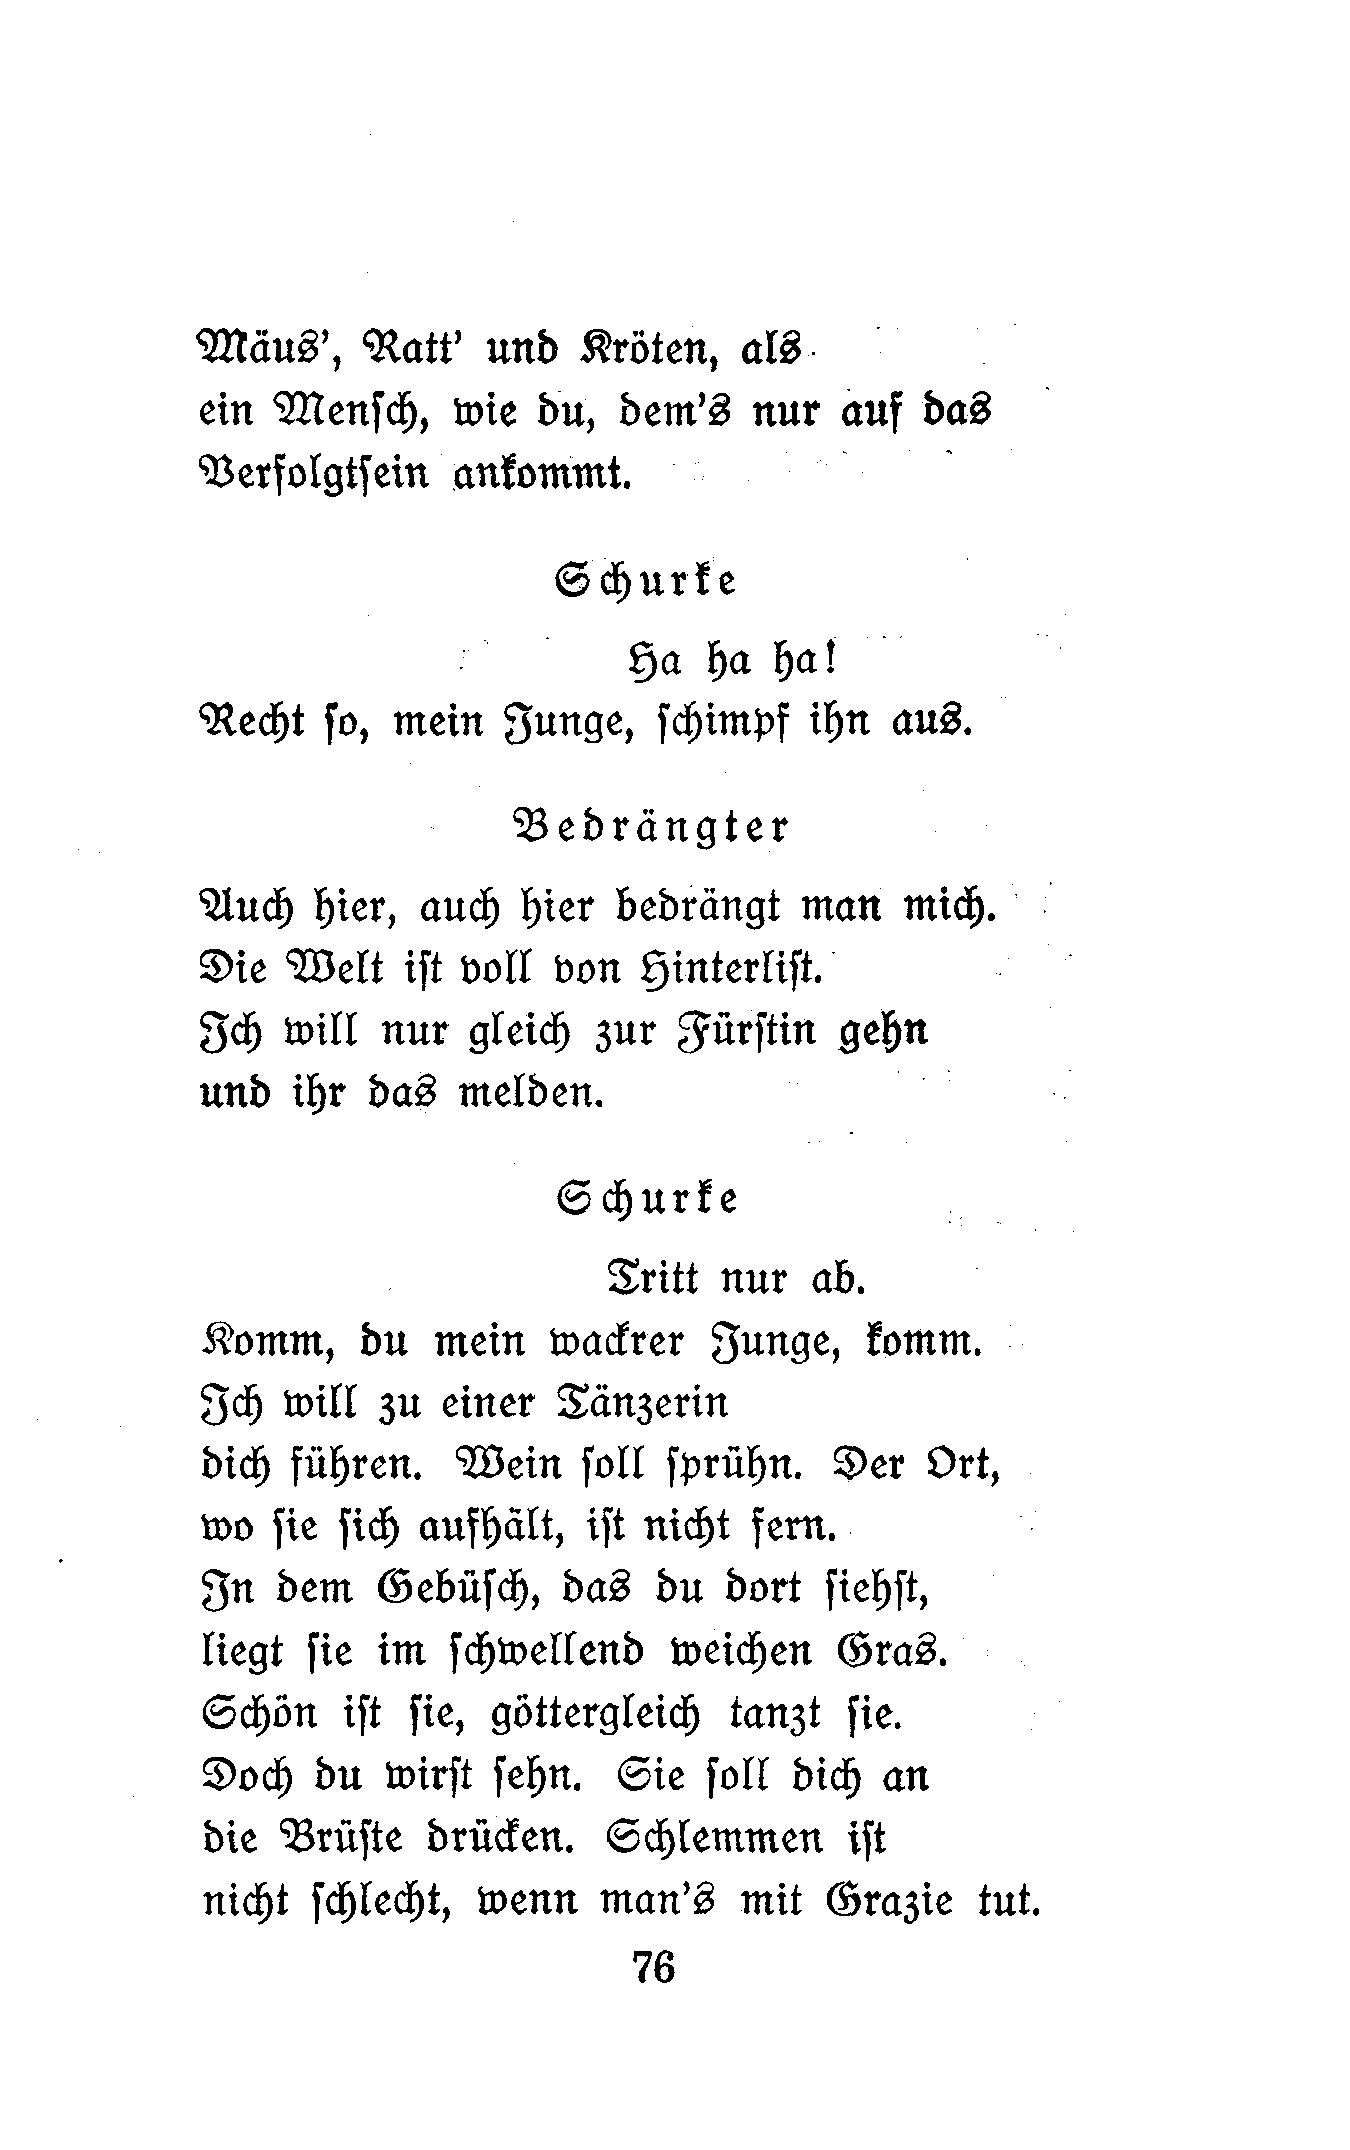 Mäus', Ratt' und Kröten, als
ein Menſch, wie du, dem's nur auf das
Verfolgtſein ankommt.
Schurke
Ha ha ha!
Recht ſo, mein Junge, ſchimpf ihn aus.
Bedrängter
Auch hier, auch hier bedrängt man mich.
Die Welt iſt voll von Hinterliſt.
Ich will nur gleich zur Fürſtin gehn
und ihr das melden.
Schurke
Tritt nur ab.
Komm, du mein wackrer Junge, komm.
Ich will zu einer Tänzerin
dich führen. Wein ſoll ſprühn. Der Ort,
wo ſie ſich aufhält, iſt nicht fern.
In dem Gebüſch, das du dort ſiehſt,
liegt ſie im ſchwellend weichen Gras.
Schön iſt ſie, göttergleich tanzt ſie.
Doch du wirſt ſehn. Sie ſoll dich an
die Brüſte drücken. Schlemmen iſt
nicht ſchlecht, wenn man's mit Grazie tut.
76